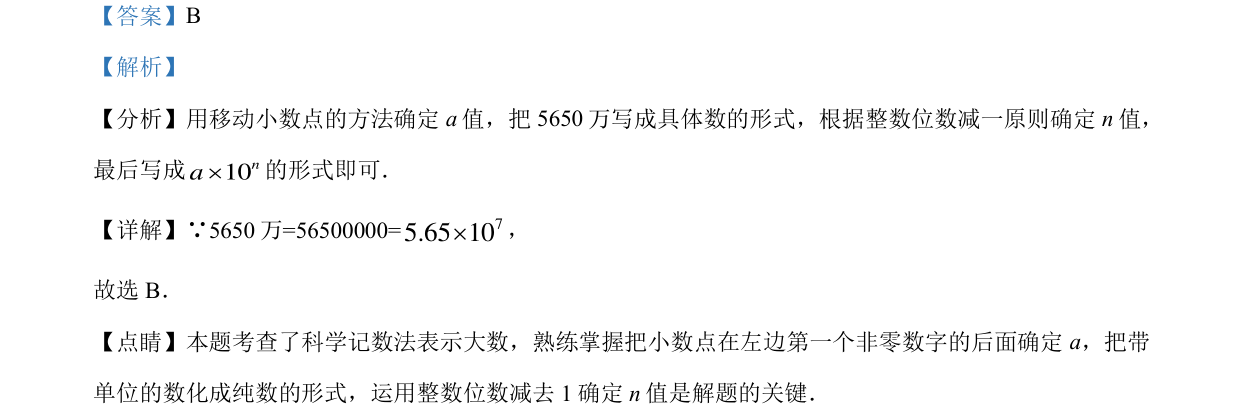 【答案】B
【解析】
【分析】用移动小数点的方法确定 a 值，把 5650 万写成具体数的形式，根据整数位数减一原则确定 n 值，
最后写成 a×10ⁿ 的形式即可．
【详解】∵5650 万=56500000=5.65×10⁷，
故选 B．
【点睛】本题考查了科学记数法表示大数，熟练掌握把小数点在左边第一个非零数字的后面确定 a，把带
单位的数化成纯数的形式，运用整数位数减去 1 确定 n 值是解题的关键．